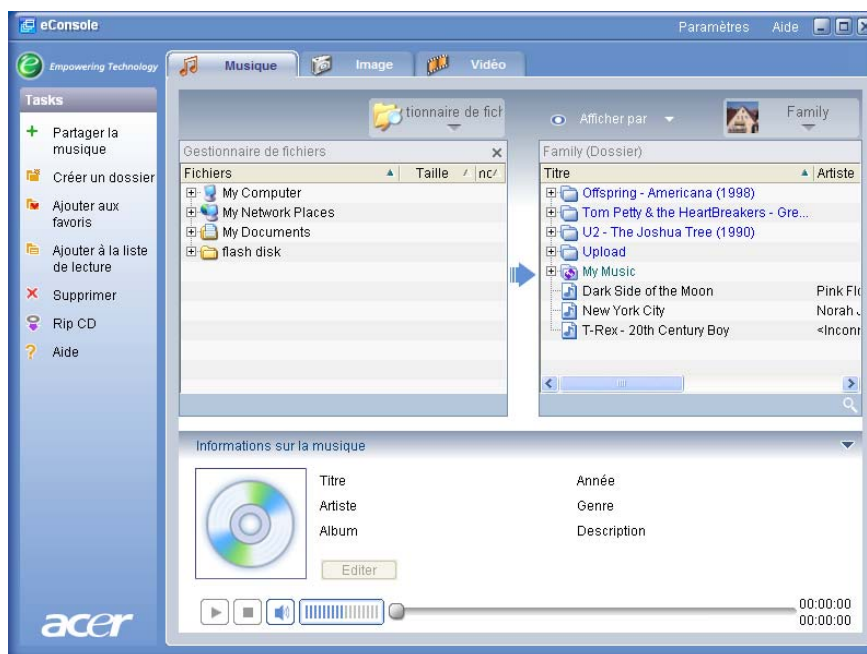 eConsole
Paramètres Aide
Empowering Technology
Musique Image Vidéo
Tasks
Partager la musique
Créer un dossier
Ajouter aux favoris
Ajouter à la liste de lecture
Supprimer
Rip CD
Aide
tionnaire de fich
Afficher par
Family
Gestionnaire de fichiers
Fichiers Taille
My Computer
My Network Places
My Documents
flash disk
Family (Dossier)
Titre Artiste
Offspring - Americana (1998)
Tom Petty & the HeartBreakers - Gre...
U2 - The Joshua Tree (1990)
Upload
My Music
Dark Side of the Moon Pink
New York City Norah
T-Rex - 20th Century Boy
Informations sur la musique
Titre
Artiste
Album
Année
Genre
Description
Editer
00:00:00
00:00:00
acer